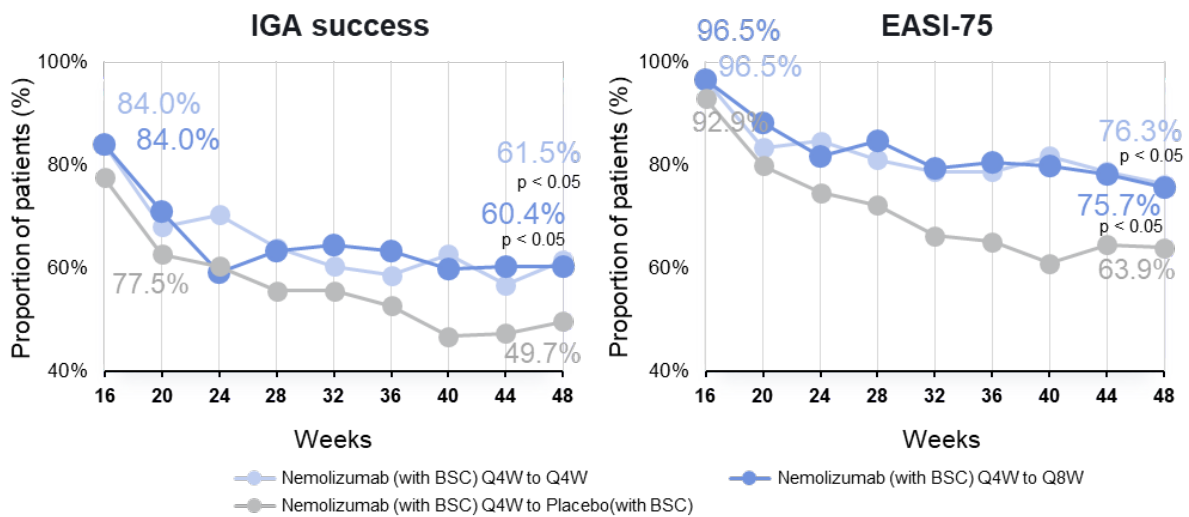 IGA success
Proportion of patients (%)
100%
80%
60%
40%
84.0%
84.0%
77.5%
61.5%
p < 0.05
60.4%
p < 0.05
49.7%
16 20 24 28 32 36 40 44 48
Weeks
EASI-75
Proportion of patients (%)
100%
80%
60%
40%
96.5%
96.5%
92.9%
76.3%
p < 0.05
75.7%
p < 0.05
63.9%
16 20 24 28 32 36 40 44 48
Weeks
Nemolizumab (with BSC) Q4W to Q4W
Nemolizumab (with BSC) Q4W to Q8W
Nemolizumab (with BSC) Q4W to Placebo(with BSC)